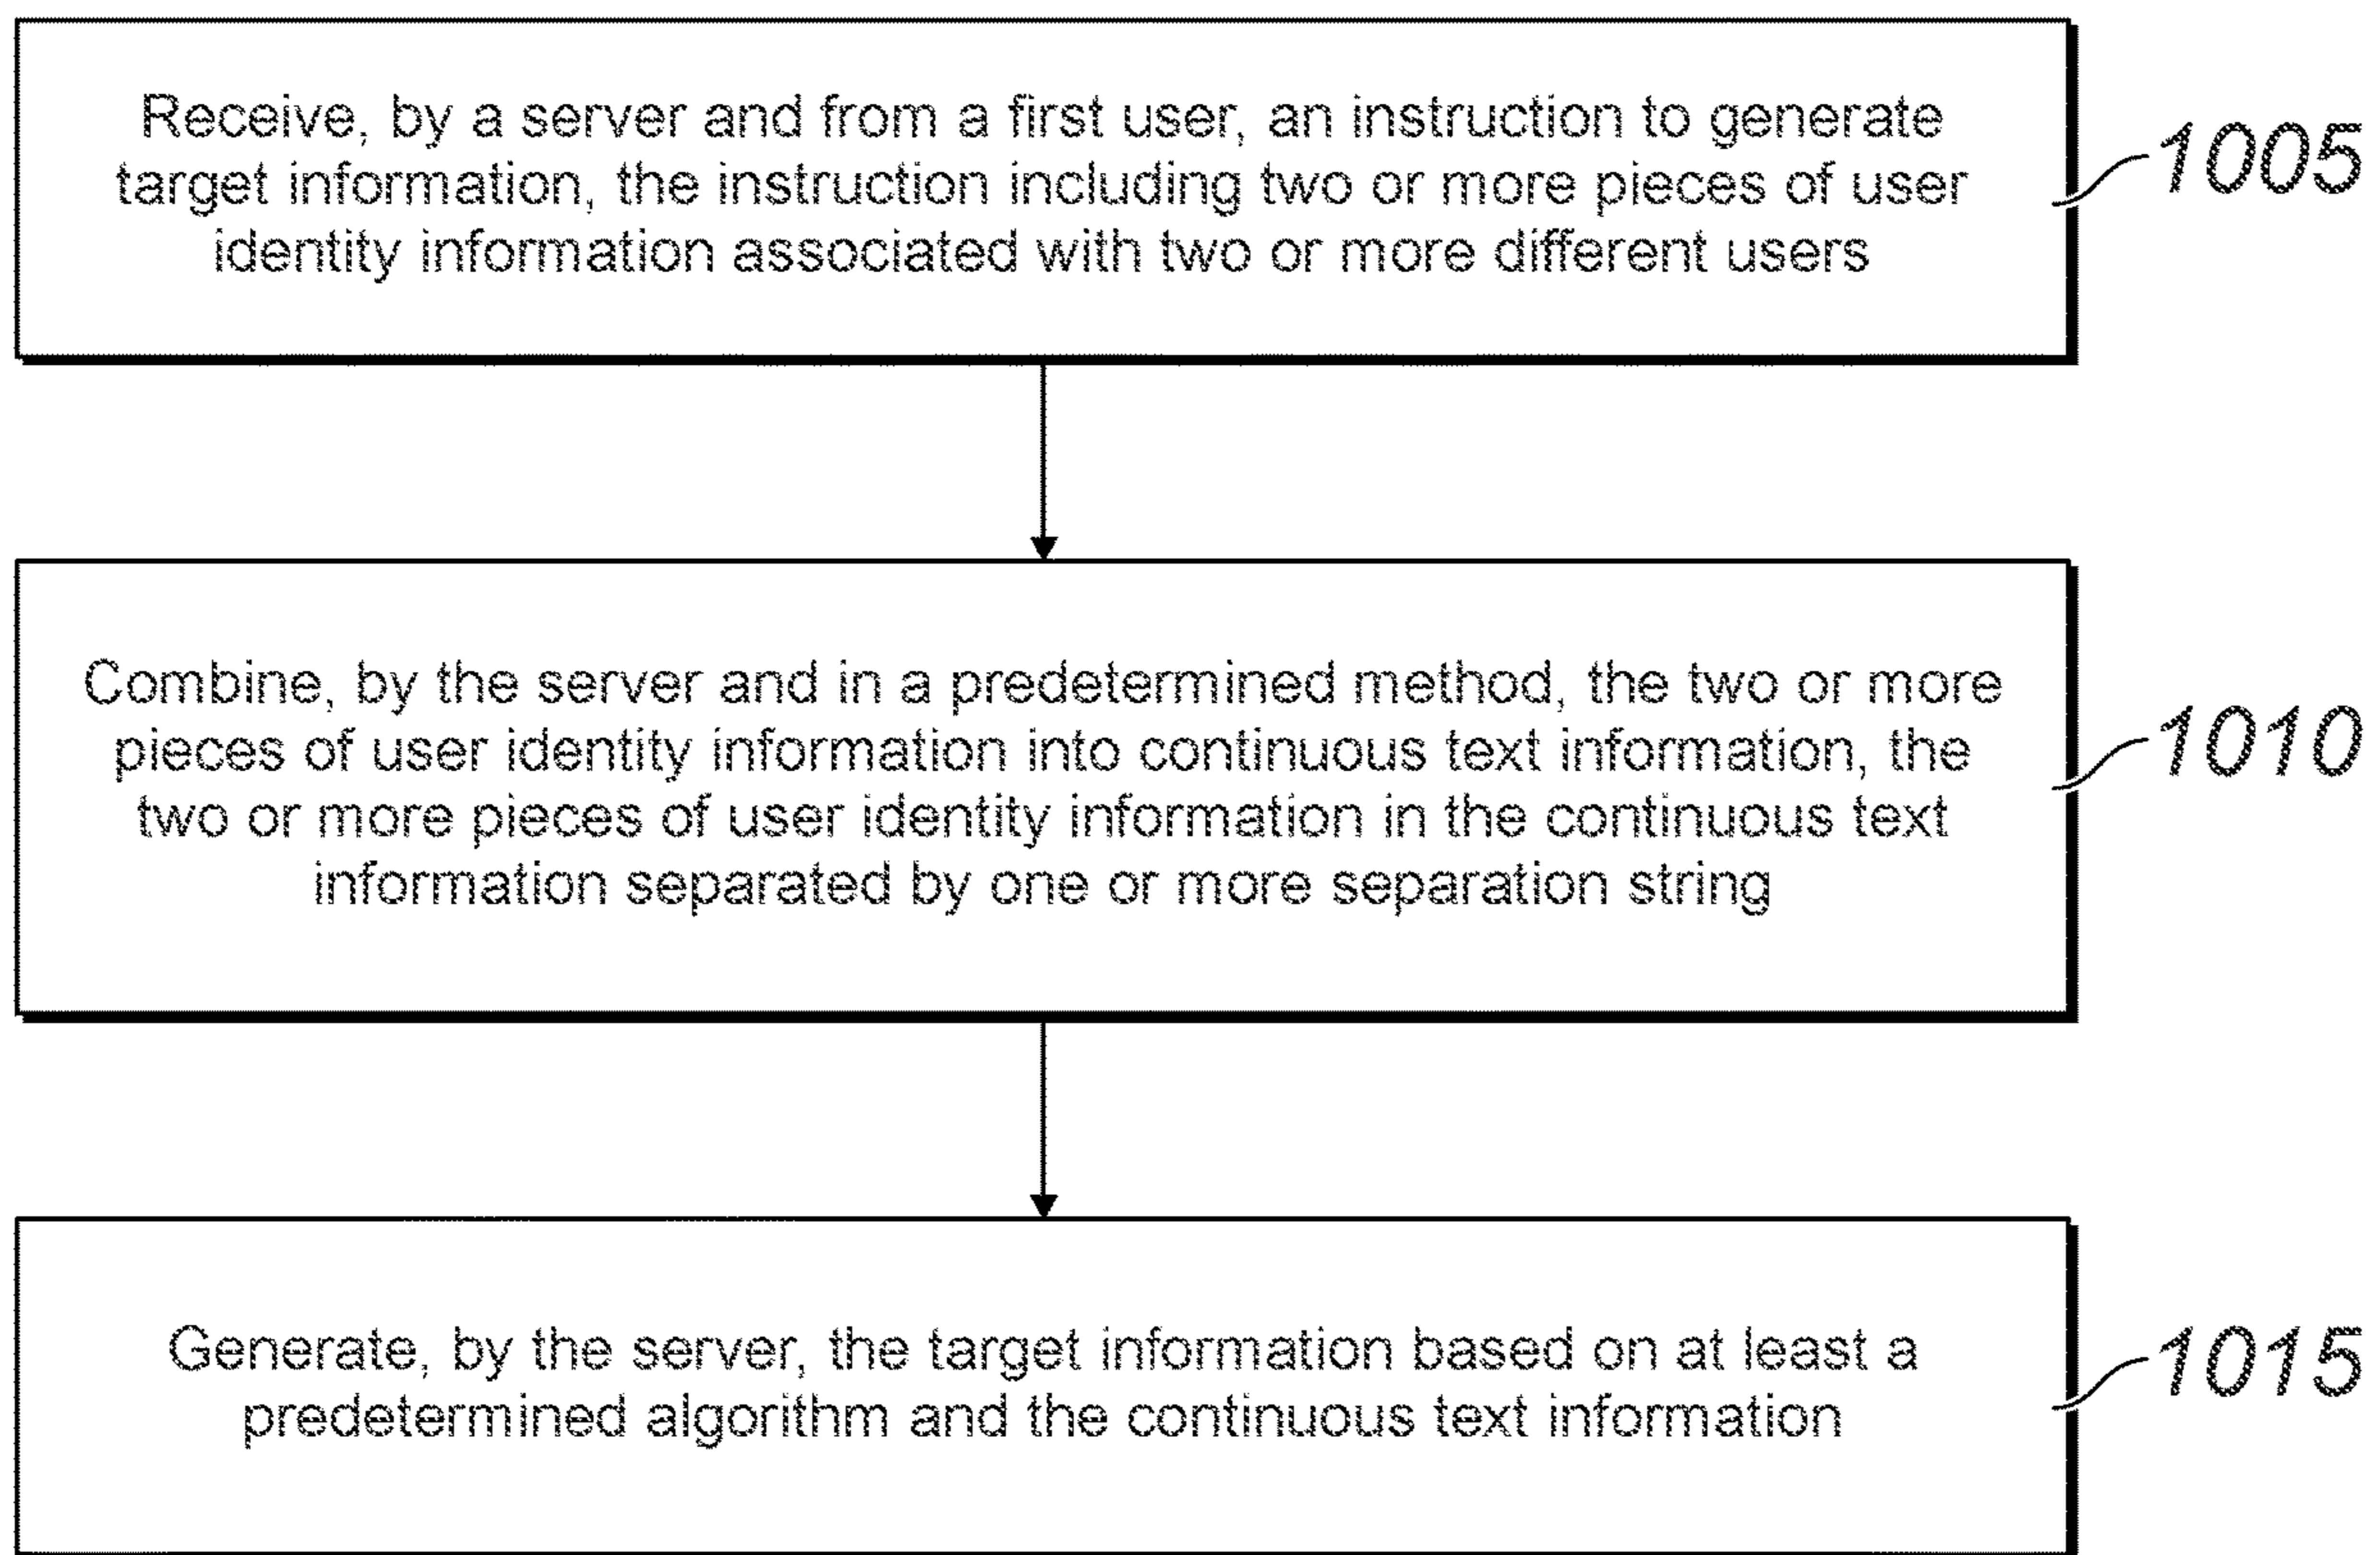 Receive, by a server and from a first user, an instruction to generate
target information, the instruction including two or more pieces of user
identity information associated with two or more different users
1005
Combine, by the server and in a predetermined method, the two or more
pieces of user identity information into continuous text information, the
two or more pieces of user identity information in the continuous text
information separated by one or more separation string
1010
Generate, by the server, the target information based on at least a
predetermined algorithm and the continuous text information
1015